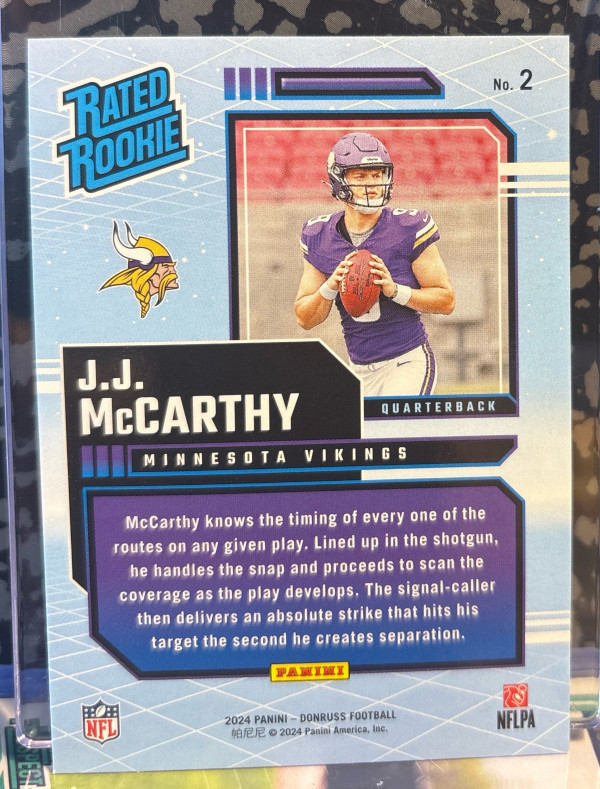 RATED
ROOKIE
No. 2
QUARTERBACK
J.J.
McCARTHY
MINNESOTA VIKINGS
McCarthy knows the timing of every one of the
routes on any given play. Lined up in the shotgun,
he handles the snap and proceeds to scan the
coverage as the play develops. The signal-caller
then delivers an absolute strike that hits his
target the second he creates separation.
PANINI
NFL
2024 PANINI – DONRUSS FOOTBALL
帕尼尼 © 2024 Panini America, Inc.
NFLPA